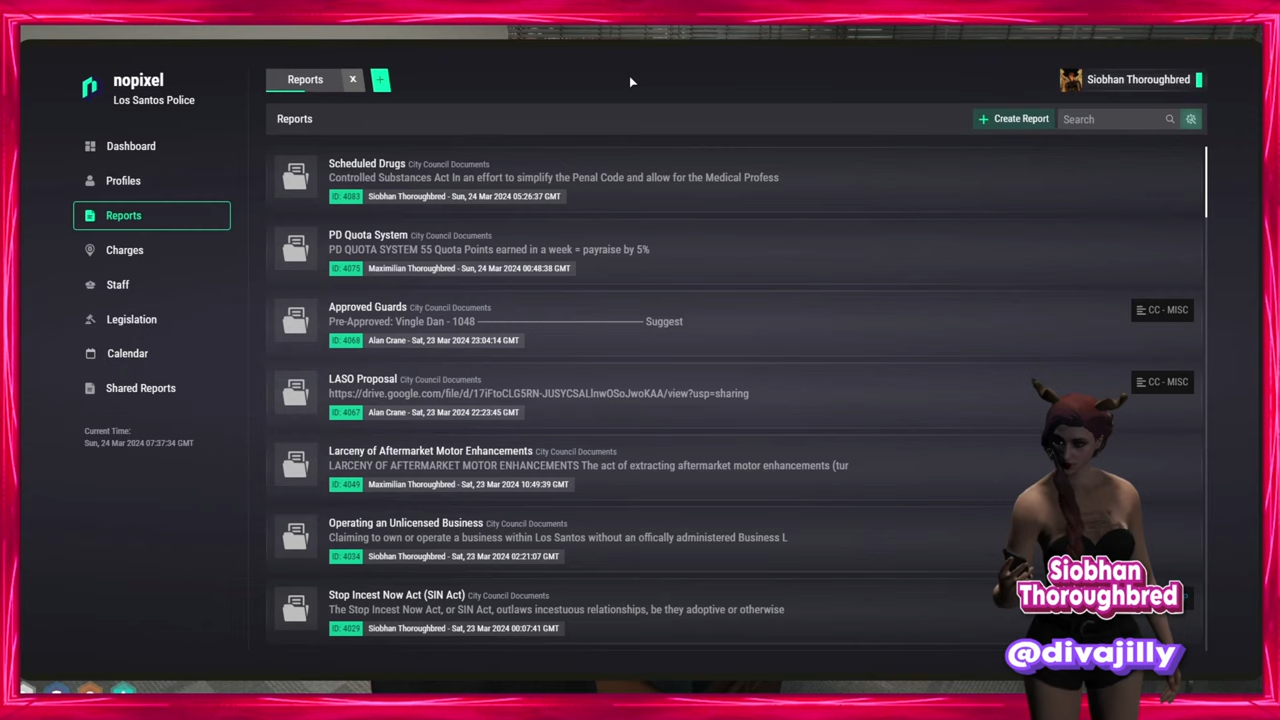 nopixel
Los Santos Police
Dashboard
Profiles
Reports
Charges
Staff
Legislation
Calendar
Shared Reports
Current Time:
Sun, 24 Mar 2024 07:37:34 GMT
Reports x +
Siobhan Thoroughbred
Reports
+ Create Report
Search
Scheduled Drugs City Council Documents
Controlled Substances Act In an effort to simplify the Penal Code and allow for the Medical Profess
ID: 4083 Siobhan Thoroughbred - Sun, 24 Mar 2024 05:26:37 GMT
PD Quota System City Council Documents
PD QUOTA SYSTEM 55 Quota Points earned in a week = payraise by 5%
ID: 4075 Maximilian Thoroughbred - Sun, 24 Mar 2024 00:48:38 GMT
Approved Guards City Council Documents
Pre-Approved: Vingle Dan - 1048 ———————————————— Suggest
ID: 4068 Alan Crane - Sat, 23 Mar 2024 23:04:14 GMT
CC - MISC
LASO Proposal City Council Documents
https://drive.google.com/file/d/17iFtoCLG5RN-JUSYCSALInwOSoJwoKAA/view?usp=sharing
ID: 4067 Alan Crane - Sat, 23 Mar 2024 22:23:45 GMT
CC - MISC
Larceny of Aftermarket Motor Enhancements City Council Documents
LARCENY OF AFTERMARKET MOTOR ENHANCEMENTS The act of extracting aftermarket motor enhancements (tur
ID: 4049 Maximilian Thoroughbred - Sat, 23 Mar 2024 10:49:39 GMT
Operating an Unlicensed Business City Council Documents
Claiming to own or operate a business within Los Santos without an offically administered Business L
ID: 4034 Siobhan Thoroughbred - Sat, 23 Mar 2024 02:21:07 GMT
Stop Incest Now Act (SIN Act) City Council Documents
The Stop Incest Now Act, or SIN Act, outlaws incestuous relationships, be they adoptive or otherwise
ID: 4029 Siobhan Thoroughbred - Sat, 23 Mar 2024 00:07:41 GMT
Siobhan
Thoroughbred
@divajilly